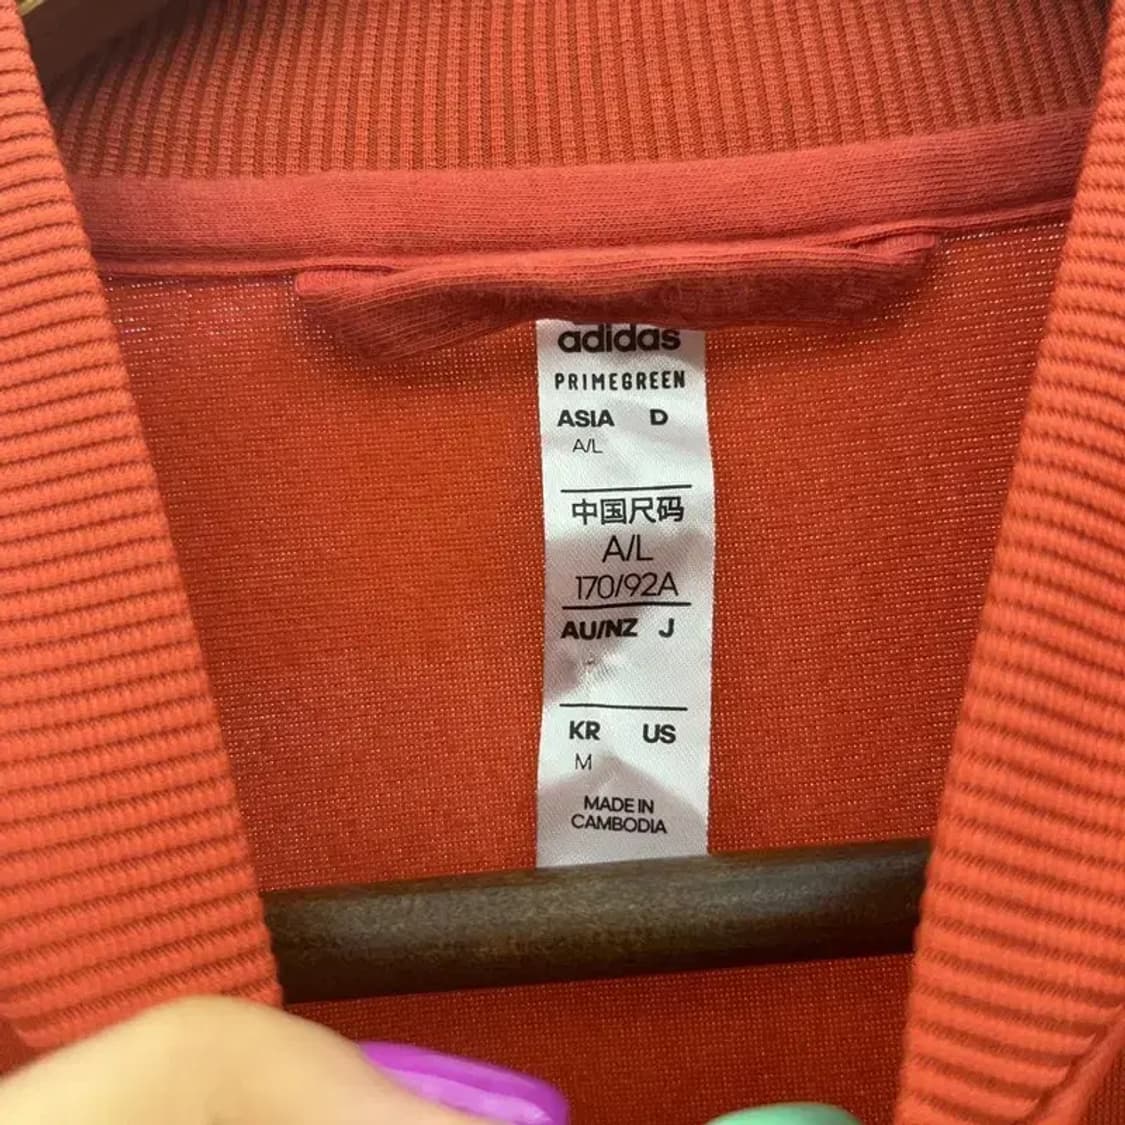 adidas
PRIMEGREEN
ASIA D
A/L
中国尺码
A/L
170/92A
AU/NZ J
KR US
M
MADE IN
CAMBODIA